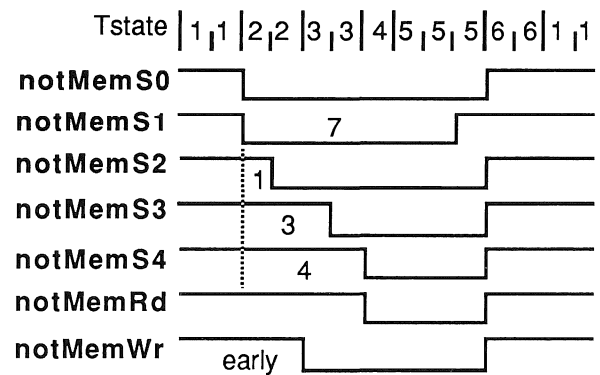 Tstate 1 1 2 2 3 3 4 5 5 5 6 6 1 1
notMemS0
notMemS1 7
notMemS2 1
notMemS3 3
notMemS4 4
notMemRd
notMemWr early